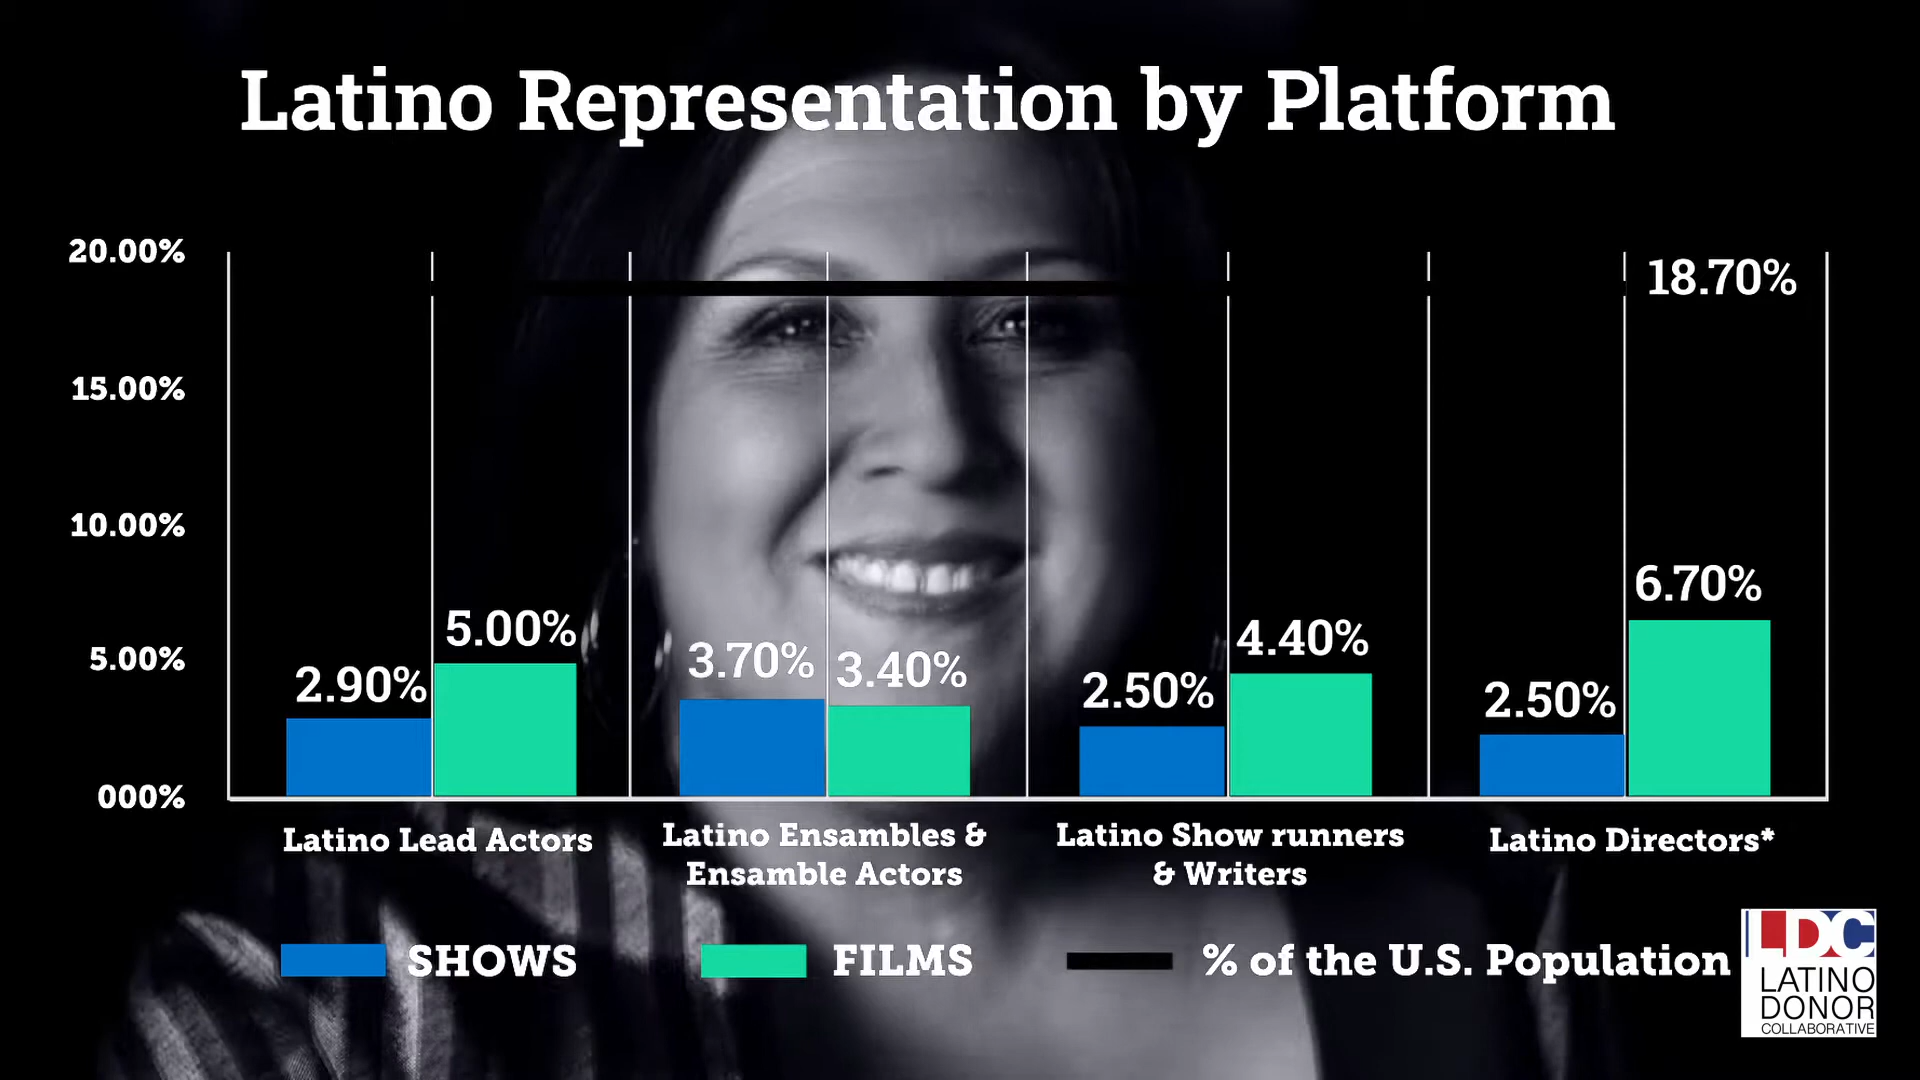 Latino Representation by Platform
20.00%
15.00%
10.00%
5.00%
000%
18.70%
2.90%
5.00%
3.70%
3.40%
2.50%
4.40%
2.50%
6.70%
Latino Lead Actors
Latino Ensambles &
Ensamble Actors
Latino Show runners
& Writers
Latino Directors*
SHOWS
FILMS
% of the U.S. Population
LDC
LATINO
DONOR
COLLABORATIVE